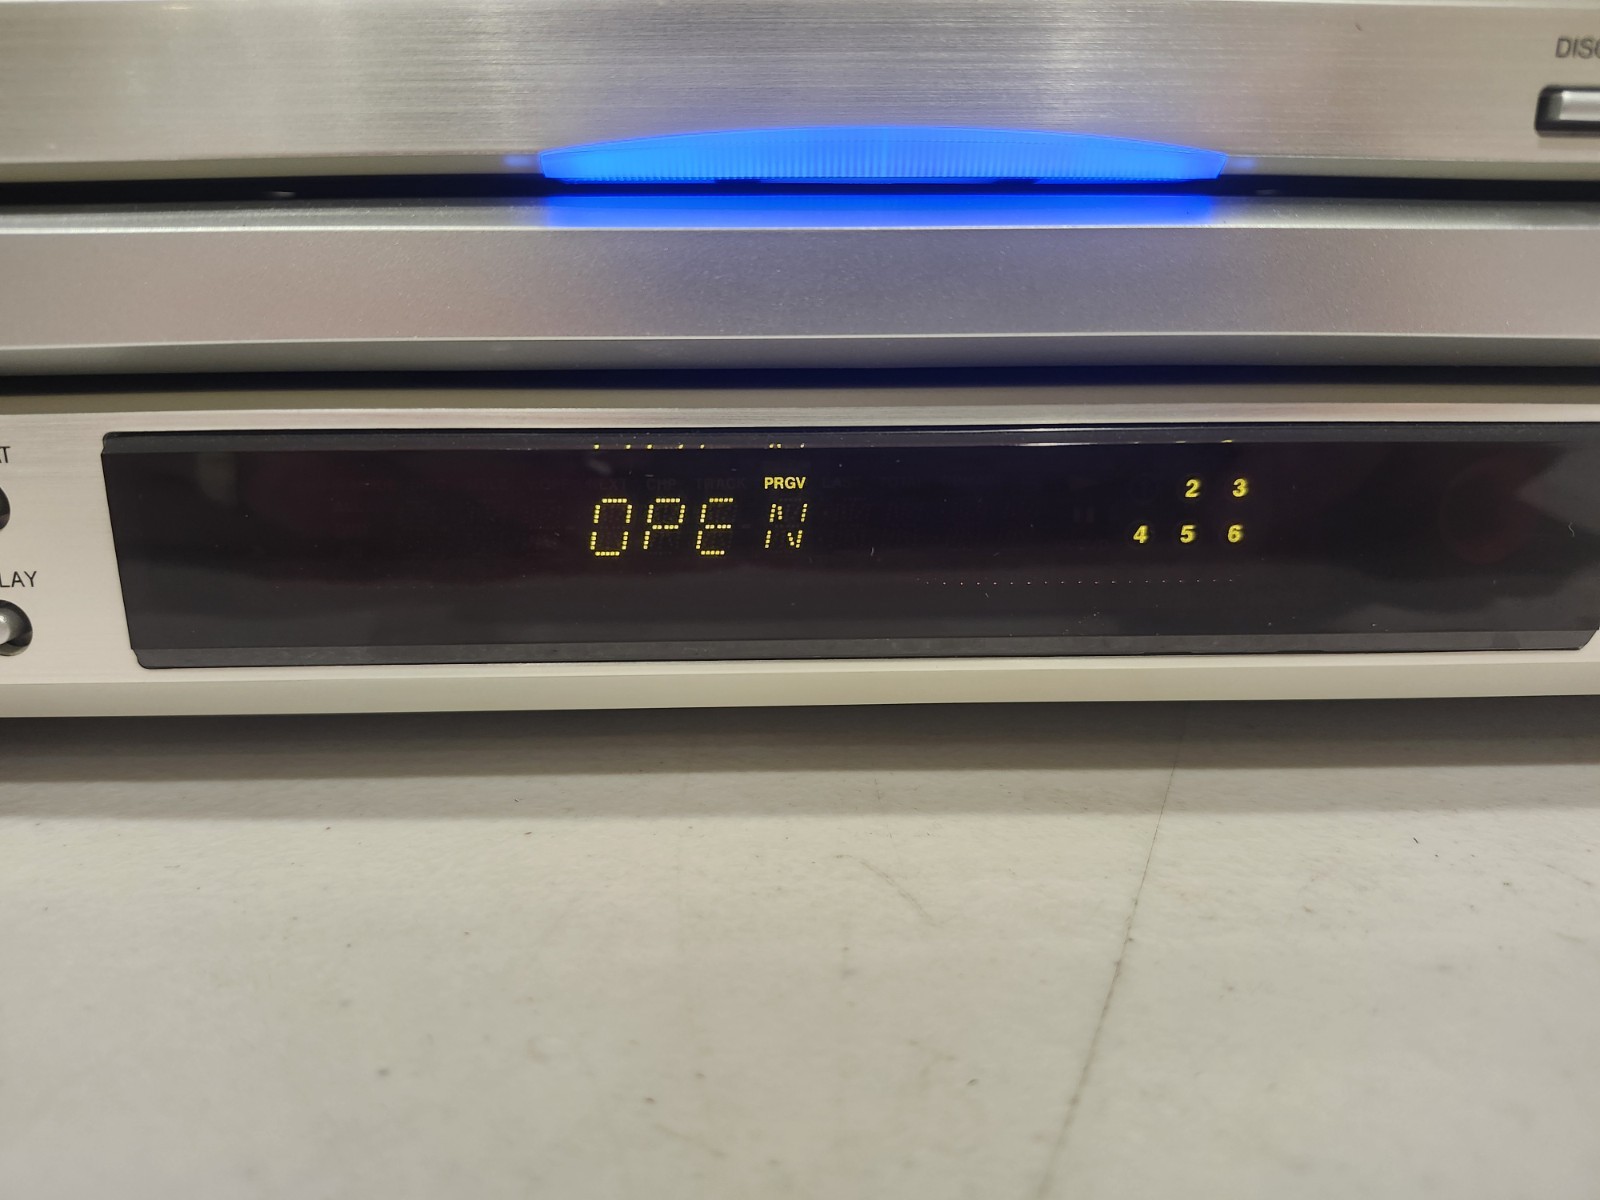 DISC
AT
PRGV
2 3
OPEN
4 5 6
LAY